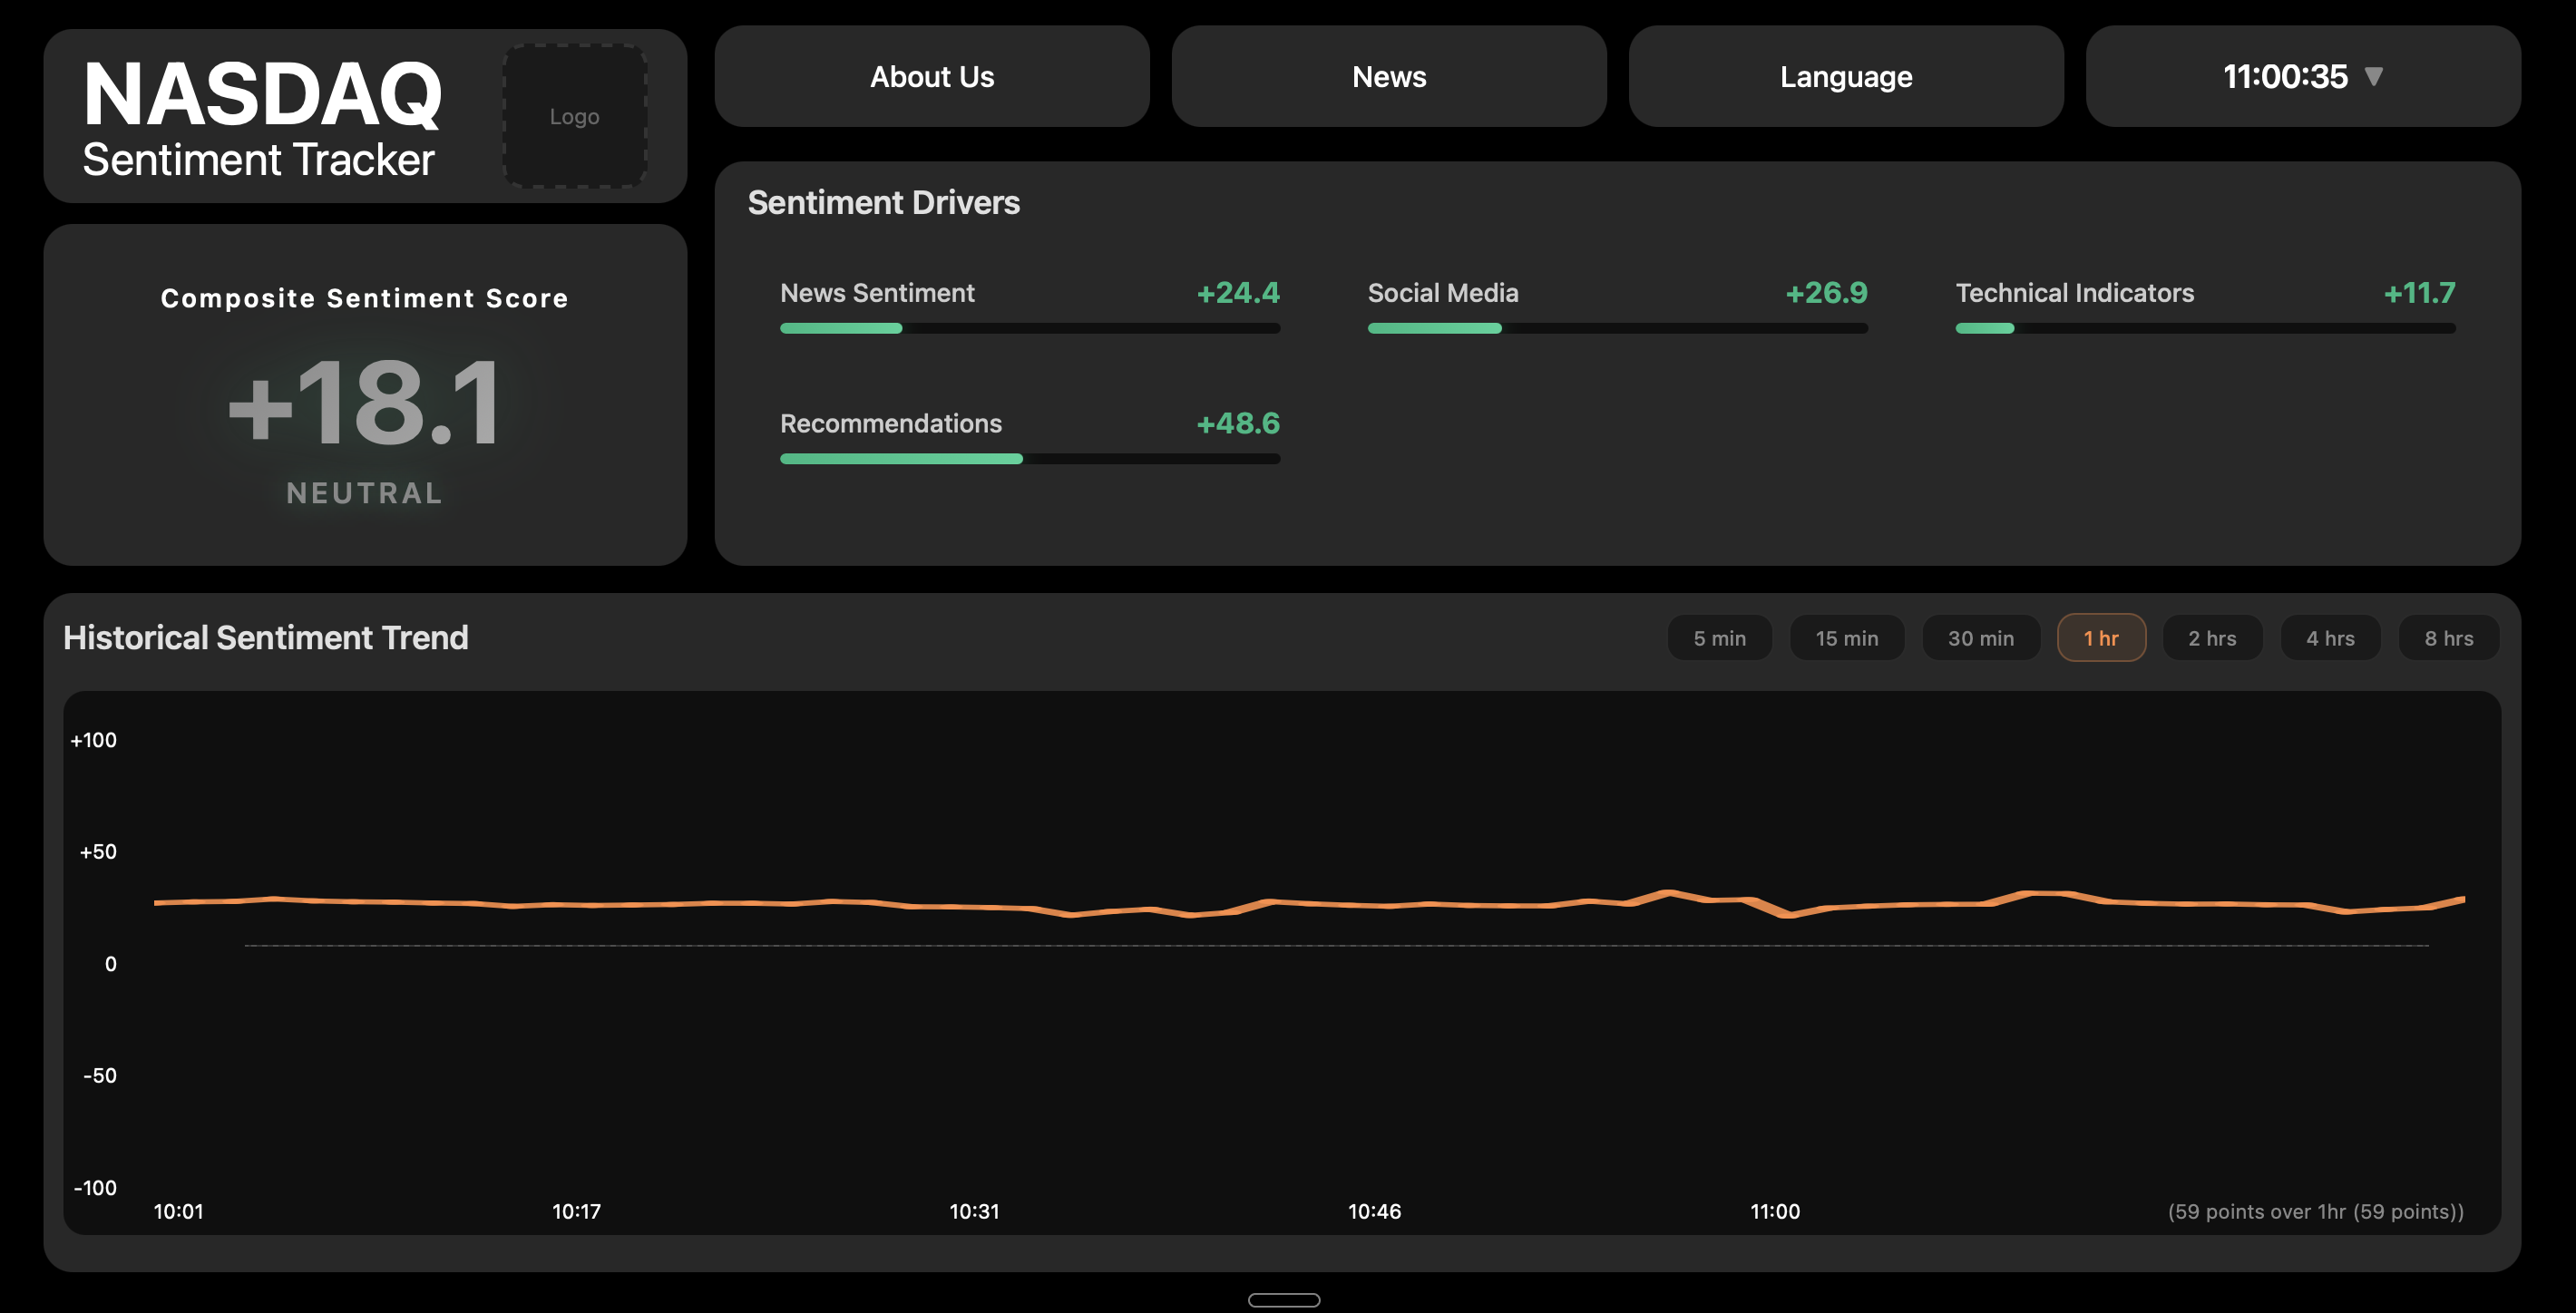 NASDAQ
Sentiment Tracker
Logo
About Us
News
Language
11:00:35 ▼
Composite Sentiment Score
+18.1
NEUTRAL
Sentiment Drivers
News Sentiment +24.4
Social Media +26.9
Technical Indicators +11.7
Recommendations +48.6
Historical Sentiment Trend
5 min
15 min
30 min
1 hr
2 hrs
4 hrs
8 hrs
+100
+50
0
-50
-100
10:01
10:17
10:31
10:46
11:00
(59 points over 1hr (59 points))